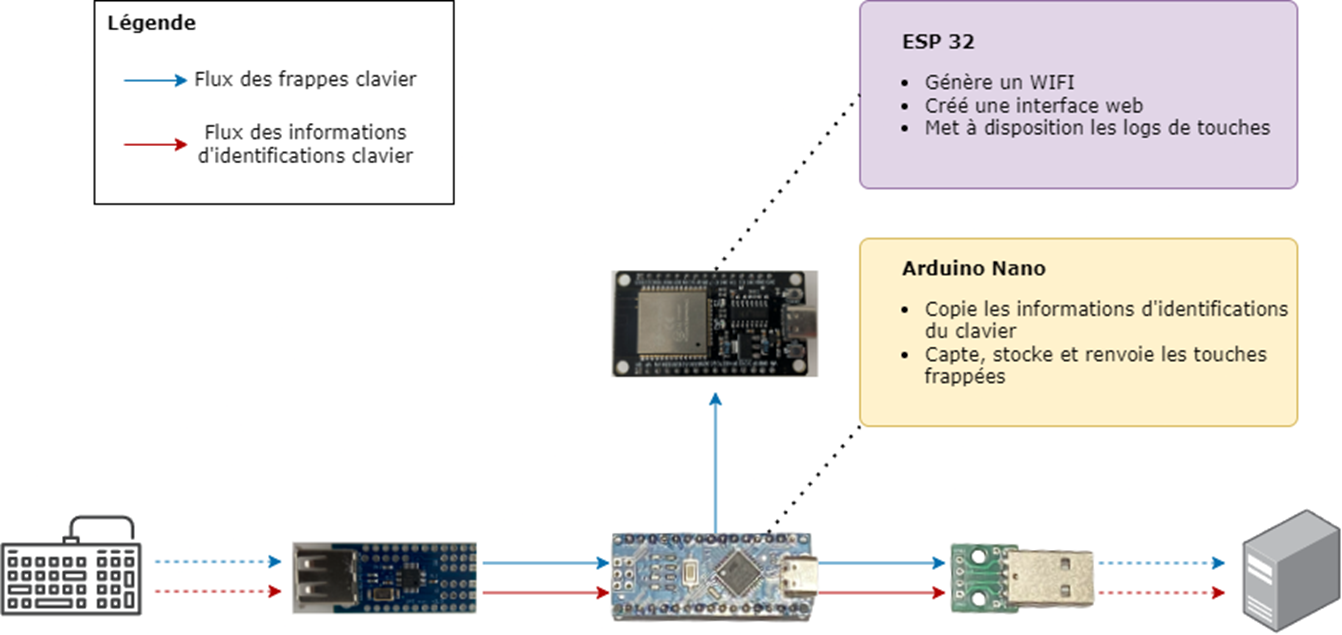 Légende
Flux des frappes clavier
Flux des informations
d'identifications clavier
ESP 32
• Génère un WIFI
• Créé une interface web
• Met à disposition les logs de touches
Arduino Nano
• Copie les informations d'identifications
du clavier
• Capte, stocke et renvoie les touches
frappées